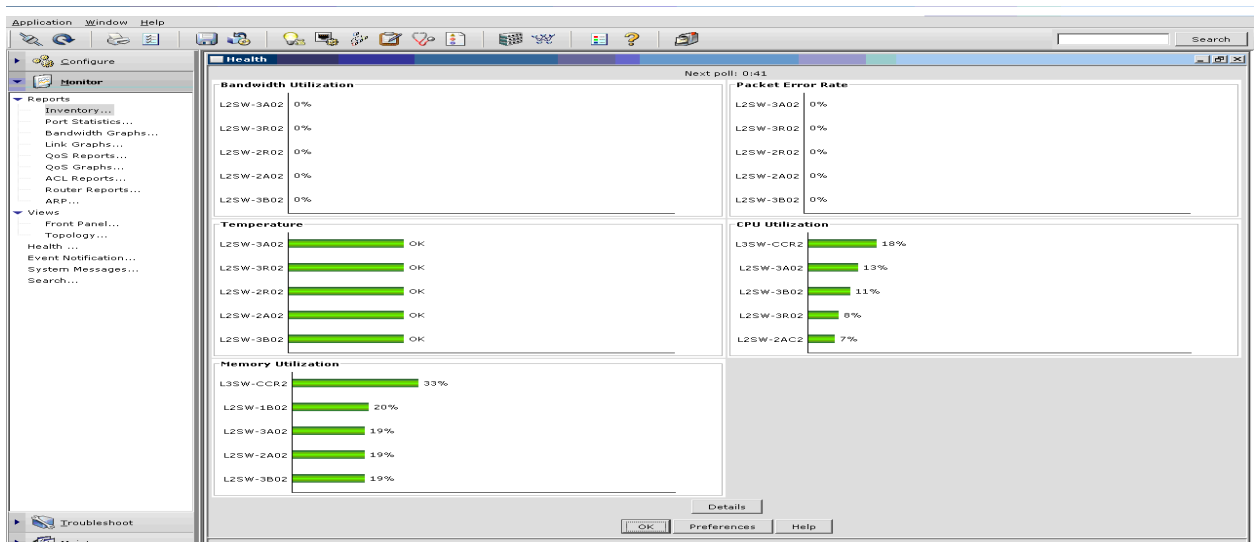 Application Window Help
Search
Configure
Monitor
Reports
Inventory...
Port Statistics...
Bandwidth Graphs...
Link Graphs...
QoS Reports...
QoS Graphs...
ACL Reports...
Router Reports...
ARP...
Views
Front Panel...
Topology...
Health ...
Event Notification...
System Messages...
Search...
Troubleshoot
Health
Next poll: 0:41
Bandwidth Utilization
L2SW-3A02 0%
L2SW-3R02 0%
L2SW-2R02 0%
L2SW-2A02 0%
L2SW-3B02 0%
Packet Error Rate
L2SW-3A02 0%
L2SW-3R02 0%
L2SW-2R02 0%
L2SW-2A02 0%
L2SW-3B02 0%
Temperature
L2SW-3A02 OK
L2SW-3R02 OK
L2SW-2R02 OK
L2SW-2A02 OK
L2SW-3B02 OK
CPU Utilization
L3SW-CCR2 18%
L2SW-3A02 13%
L2SW-3B02 11%
L2SW-3R02 8%
L2SW-2AC2 7%
Memory Utilization
L3SW-CCR2 33%
L2SW-1B02 20%
L2SW-3A02 19%
L2SW-2A02 19%
L2SW-3B02 19%
Details
OK Preferences Help